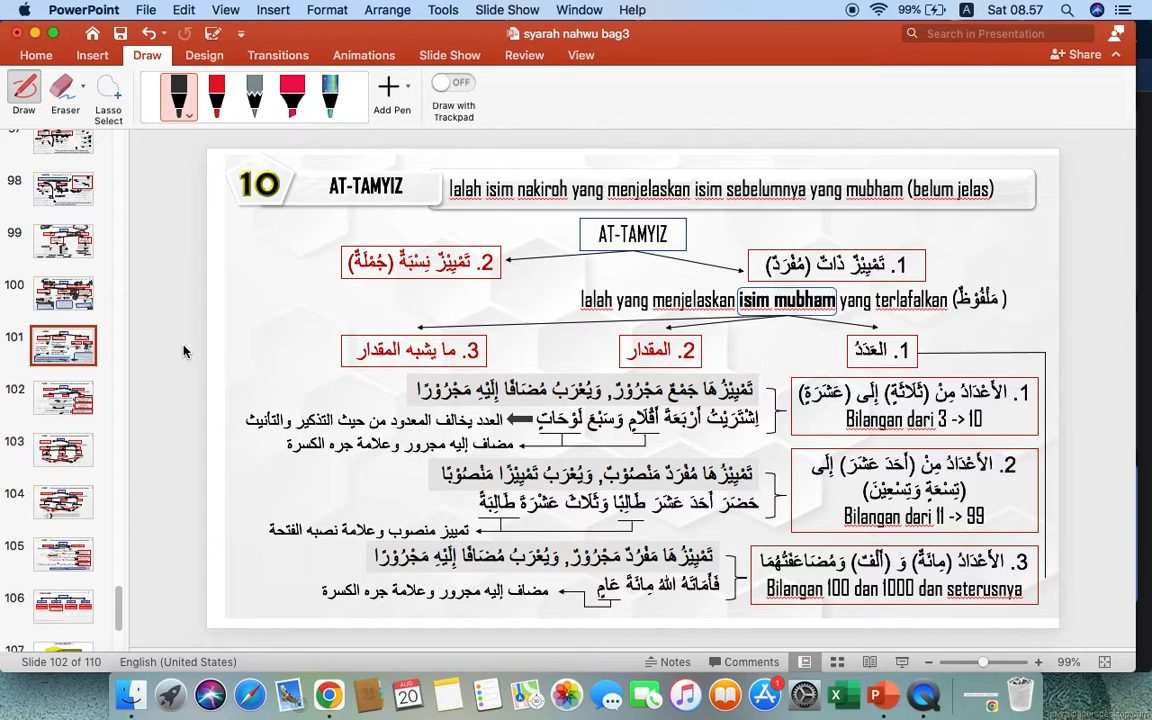 PowerPoint File Edit View Insert Format Arrange Tools Slide Show Window Help 99% A Sat 08.57
syarah nahwu bag3 Search in Presentation
Home Insert Draw Design Transitions Animations Slide Show Review View Share
Draw Eraser Lasso Select Add Pen OFF Draw with Trackpad
98
99
100
101
102
103
104
105
106
10 AT-TAMYIZ Ialah isim nakiroh yang menjelaskan isim sebelumnya yang mubham (belum jelas)
AT-TAMYIZ
1. تَمْيِيْزٌ ذَاتٌ (مُفْرَدٌ)
2. تَمْيِيْزٌ نِسْبَةٌ (جُمْلَةٌ)
Ialah yang menjelaskan isim mubham yang terlafalkan (مَلْفُوْظٌ )
1. العَدَدُ
2. المقدار
3. ما يشبه المقدار
1. الأَعْدَادُ مِنْ (ثَلَاثَةٍ) إِلَى (عَشَرَةٍ)
Bilangan dari 3 -> 10
تَمْيِيْزُ هَا جَمْعٌ مَجْرُوْرٌ, وَيُعْرَبُ مُضَافًا إِلَيْهِ مَجْرُوْرًا
اِشْتَرَيْتُ أَرْبَعَةَ أَقْلَامٍ وَسَبْعَ لَوْحَاتٍ
العدد يخالف المعدود من حيث التذكير والتأنيث
مضاف إليه مجرور وعلامة جره الكسرة
2. الأَعْدَادُ مِنْ (أَحَدَ عَشَرَ) إِلَى
(تِسْعَةٍ وَتِسْعِيْنَ)
Bilangan dari 11 -> 99
تَمْيِيْزُ هَا مُفْرَدٌ مَنْصُوْبٌ, وَيُعْرَبُ تَمْيِيْزًا مَنْصُوْبًا
حَضَرَ أَحَدَ عَشَرَ طَالِبًا وَثَلَاثَ عَشْرَةَ طَالِبَةً
تمييز منصوب وعلامة نصبه الفتحة
3. الأَعْدَادُ (مِائَةٌ) وَ (أَلْفٌ) وَمُضَاعَفَتُهُمَا
Bilangan 100 dan 1000 dan seterusnya
تَمْيِيْزُ هَا مَفْرُدٌ مَجْرُوْرٌ, وَيُعْرَبُ مُضَافًا إِلَيْهِ مَجْرُوْرًا
فَأَمَاتَهُ اللهُ مِائَةَ عَامٍ
مضاف إليه مجرور وعلامة جره الكسرة
Slide 102 of 110 English (United States) Notes Comments 99%
AUG 20
1